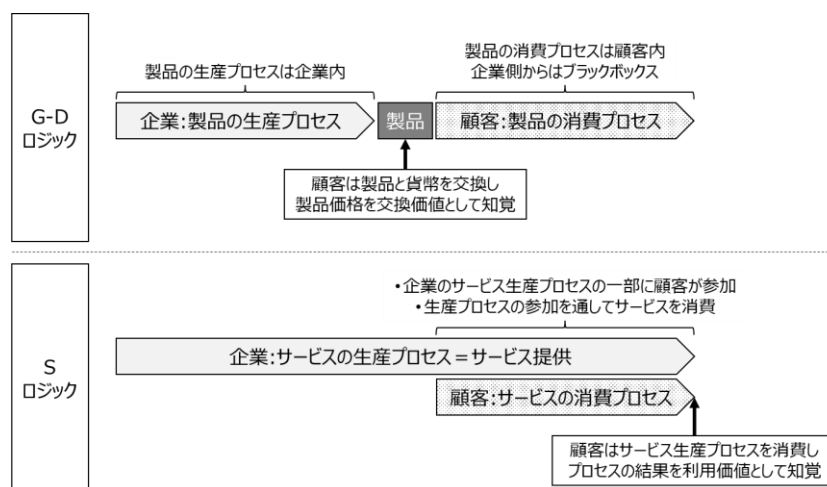 G-D
ロジック
製品の生産プロセスは企業内
製品の消費プロセスは顧客内
企業側からはブラックボックス
企業:製品の生産プロセス
製品
顧客:製品の消費プロセス
顧客は製品と貨幣を交換し
製品価格を交換価値として知覚
S
ロジック
・企業のサービス生産プロセスの一部に顧客が参加
・生産プロセスの参加を通してサービスを消費
企業:サービスの生産プロセス=サービス提供
顧客:サービスの消費プロセス
顧客はサービス生産プロセスを消費し
プロセスの結果を利用価値として知覚